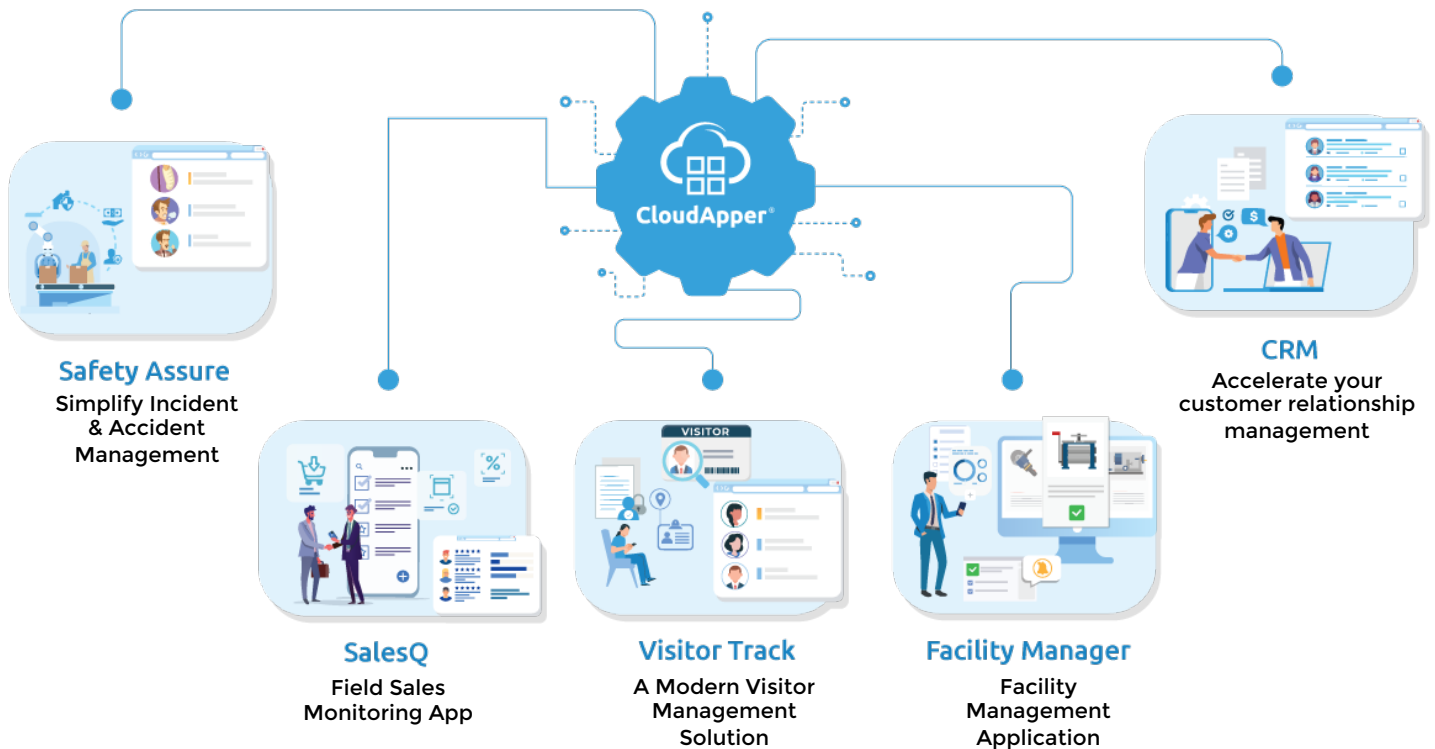 CloudApper®
Safety Assure
Simplify Incident
& Accident
Management
CRM
Accelerate your
customer relationship
management
$
%
VISITOR
SalesQ
Field Sales
Monitoring App
Visitor Track
A Modern Visitor
Management
Solution
Facility Manager
Facility
Management
Application